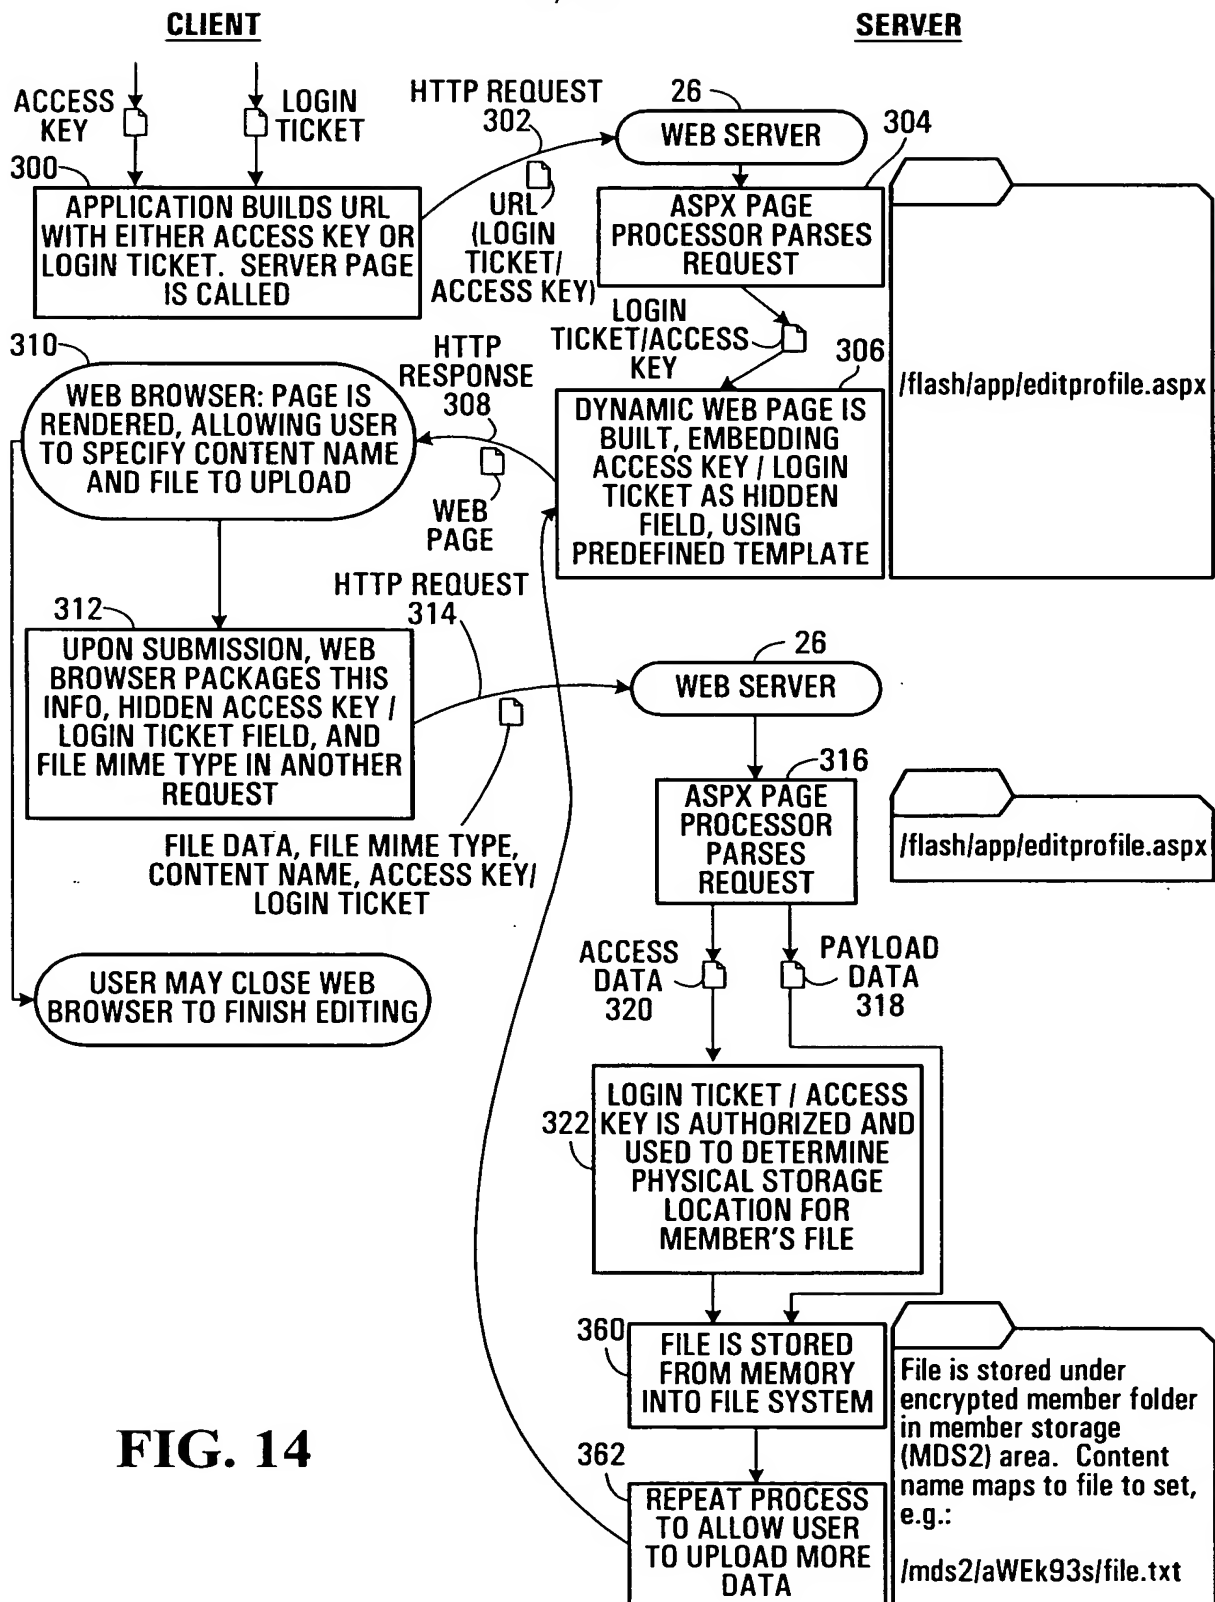 CLIENT
SERVER
ACCESS
KEY
LOGIN
TICKET
HTTP REQUEST
302
26
WEB SERVER
304
300
APPLICATION BUILDS URL
WITH EITHER ACCESS KEY OR
LOGIN TICKET. SERVER PAGE
IS CALLED
URL
(LOGIN
TICKET/
ACCESS KEY)
ASPX PAGE
PROCESSOR PARSES
REQUEST
LOGIN
TICKET/ACCESS
KEY
306
/flash/app/editprofile.aspx
310
WEB BROWSER: PAGE IS
RENDERED, ALLOWING USER
TO SPECIFY CONTENT NAME
AND FILE TO UPLOAD
HTTP
RESPONSE
308
WEB
PAGE
DYNAMIC WEB PAGE IS
BUILT, EMBEDDING
ACCESS KEY / LOGIN
TICKET AS HIDDEN
FIELD, USING
PREDEFINED TEMPLATE
HTTP REQUEST
314
312
UPON SUBMISSION, WEB
BROWSER PACKAGES THIS
INFO, HIDDEN ACCESS KEY /
LOGIN TICKET FIELD, AND
FILE MIME TYPE IN ANOTHER
REQUEST
26
WEB SERVER
FILE DATA, FILE MIME TYPE,
CONTENT NAME, ACCESS KEY/
LOGIN TICKET
316
ASPX PAGE
PROCESSOR
PARSES
REQUEST
/flash/app/editprofile.aspx
ACCESS
DATA
320
PAYLOAD
DATA
318
USER MAY CLOSE WEB
BROWSER TO FINISH EDITING
322
LOGIN TICKET / ACCESS
KEY IS AUTHORIZED AND
USED TO DETERMINE
PHYSICAL STORAGE
LOCATION FOR
MEMBER'S FILE
360
FILE IS STORED
FROM MEMORY
INTO FILE SYSTEM
File is stored under
encrypted member folder
in member storage
(MDS2) area. Content
name maps to file to set,
e.g.:
/mds2/aWEk93s/file.txt
362
REPEAT PROCESS
TO ALLOW USER
TO UPLOAD MORE
DATA
FIG. 14